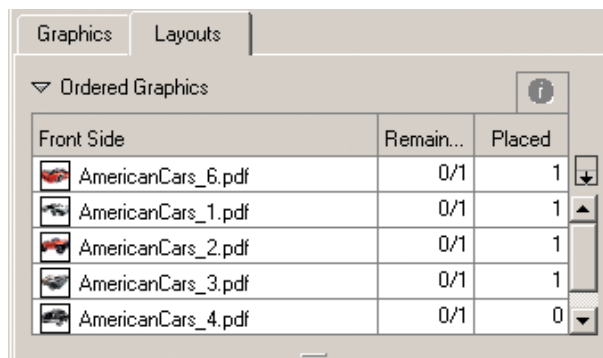 Graphics Layouts
Ordered Graphics
Front Side Remain... Placed
AmericanCars_6.pdf 0/1 1
AmericanCars_1.pdf 0/1 1
AmericanCars_2.pdf 0/1 1
AmericanCars_3.pdf 0/1 1
AmericanCars_4.pdf 0/1 0